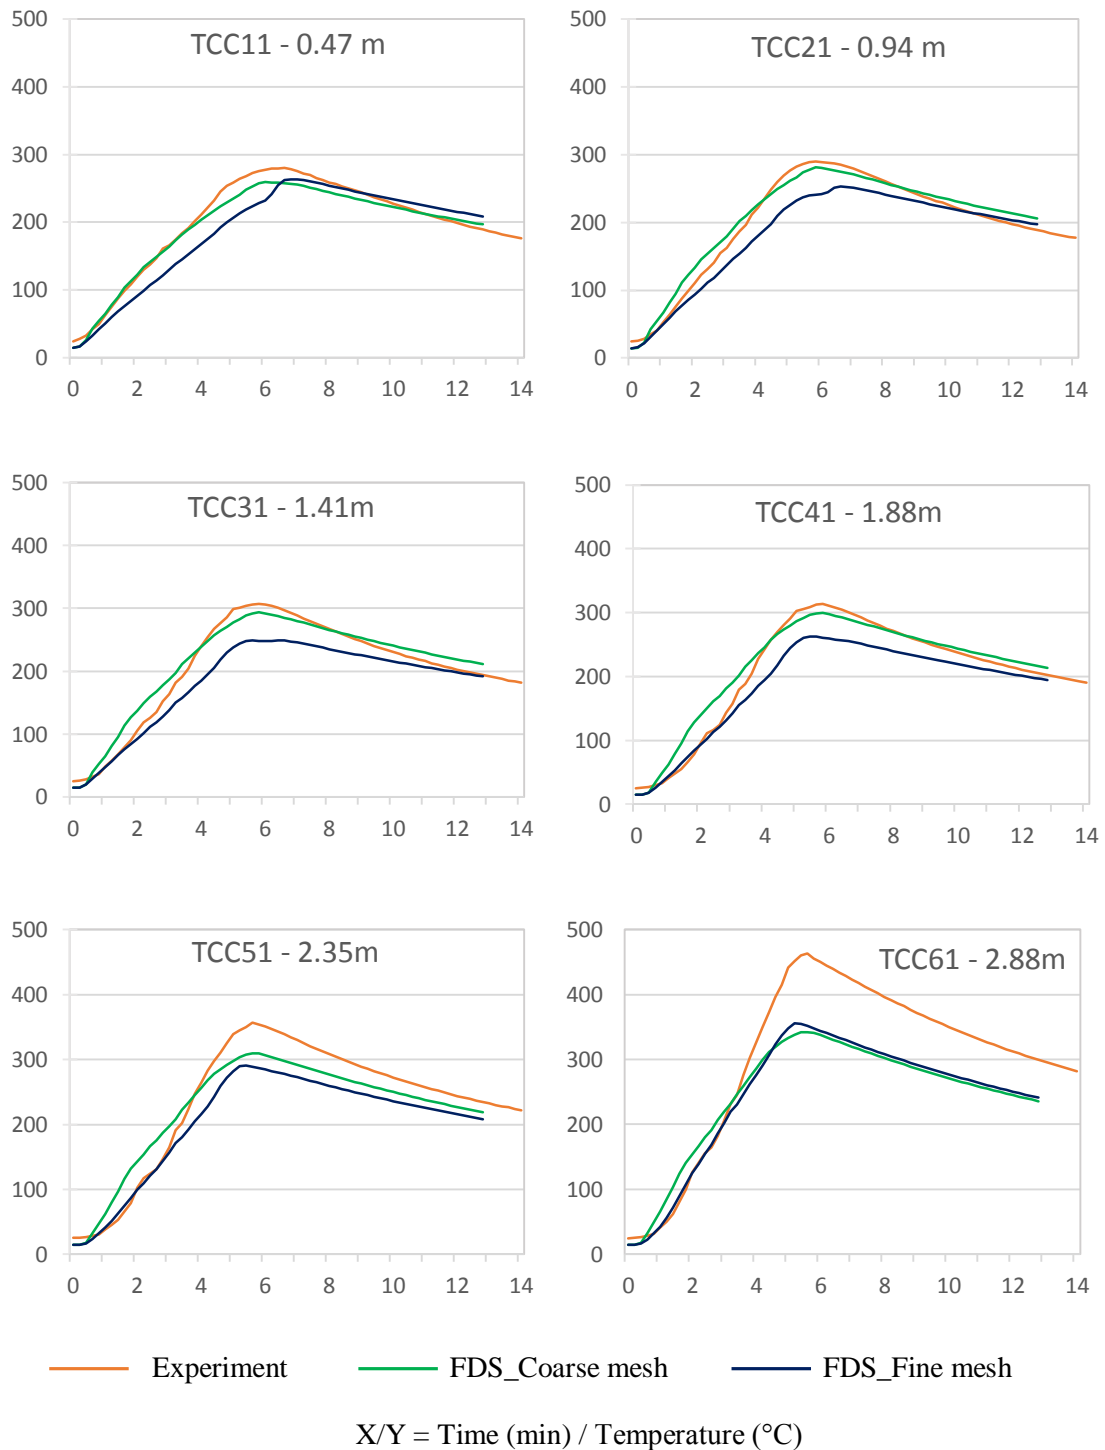 TCC11 - 0.47 m
500
400
300
200
100
0
0 2 4 6 8 10 12 14
TCC21 - 0.94 m
500
400
300
200
100
0
0 2 4 6 8 10 12 14
TCC31 - 1.41m
500
400
300
200
100
0
0 2 4 6 8 10 12 14
TCC41 - 1.88m
500
400
300
200
100
0
0 2 4 6 8 10 12 14
TCC51 - 2.35m
500
400
300
200
100
0
0 2 4 6 8 10 12 14
TCC61 - 2.88m
500
400
300
200
100
0
0 2 4 6 8 10 12 14
Experiment FDS_Coarse mesh FDS_Fine mesh
X/Y = Time (min) / Temperature (°C)